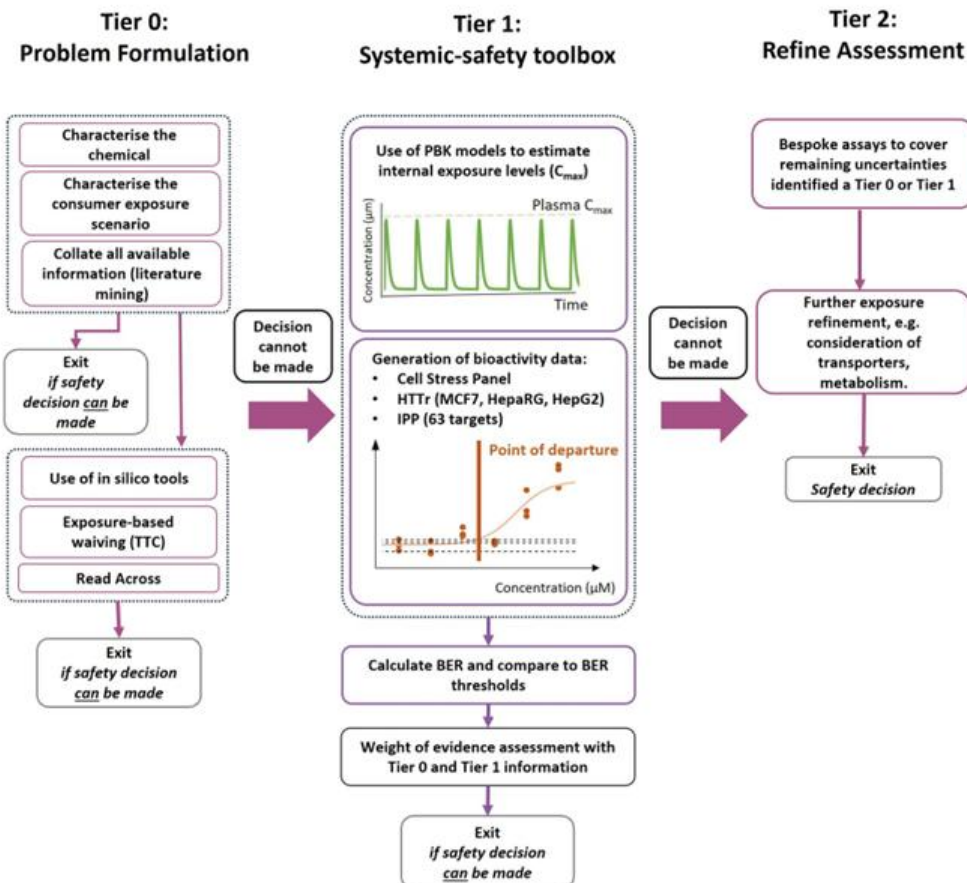 Tier 0:
Problem Formulation
Characterise the
chemical
Characterise the
consumer exposure
scenario
Collate all available
information (literature
mining)
Exit
if safety
decision can be
made
Use of in silico tools
Exposure-based
waiving (TTC)
Read Across
Exit
if safety decision
can be made
Decision
cannot
be made
Tier 1:
Systemic-safety toolbox
Use of PBK models to estimate
internal exposure levels (Cmax)
Plasma Cmax
Concentration (µm)
Time
Generation of bioactivity data:
• Cell Stress Panel
• HTTr (MCF7, HepaRG, HepG2)
• IPP (63 targets)
Point of departure
Concentration (µM)
Calculate BER and compare to BER
thresholds
Weight of evidence assessment with
Tier 0 and Tier 1 information
Exit
if safety decision
can be made
Decision
cannot
be made
Tier 2:
Refine Assessment
Bespoke assays to cover
remaining uncertainties
identified a Tier 0 or Tier 1
Further exposure
refinement, e.g.
consideration of
transporters,
metabolism.
Exit
Safety decision